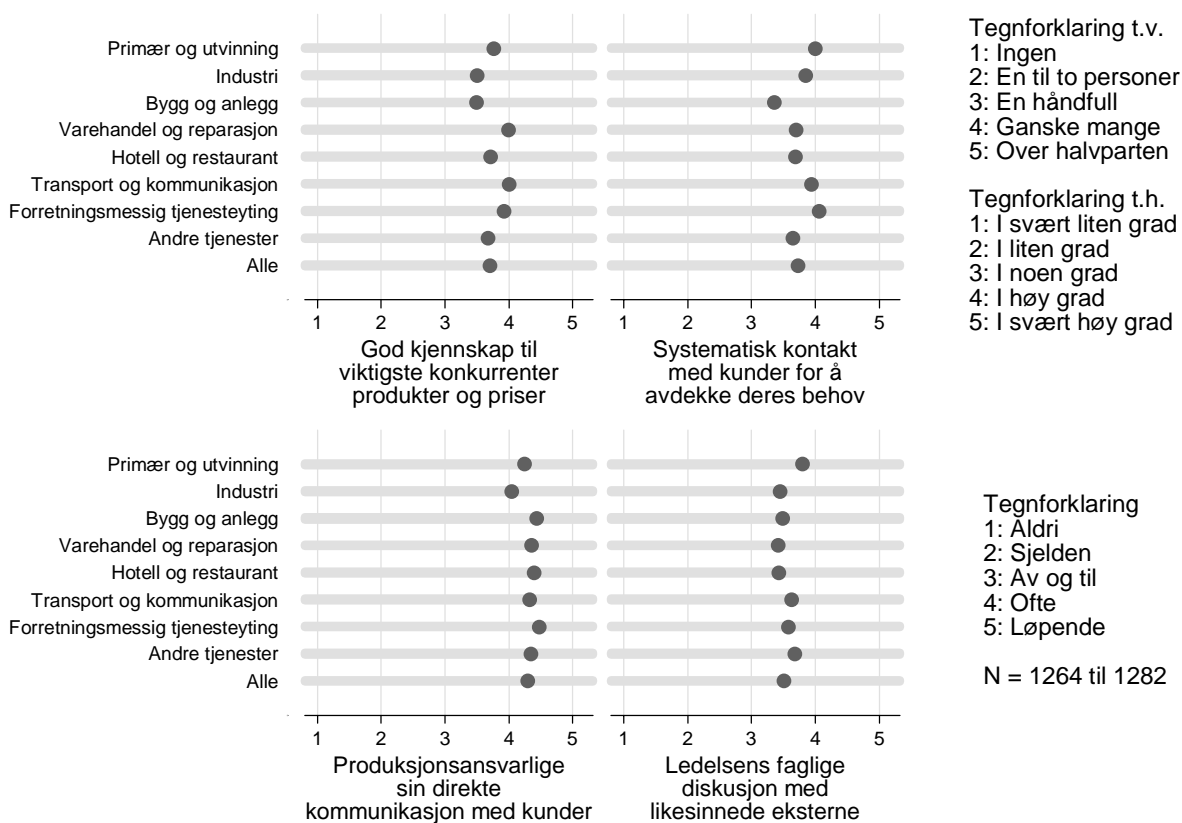 Primær og utvinning
Industri
Bygg og anlegg
Varehandel og reparasjon
Hotell og restaurant
Transport og kommunikasjon
Forretningsmessig tjenesteyting
Andre tjenester
Alle
1 2 3 4 5
God kjennskap til
viktigste konkurrenter
produkter og priser
1 2 3 4 5
Systematisk kontakt
med kunder for å
avdekke deres behov
Tegnforklaring t.v.
1: Ingen
2: En til to personer
3: En håndfull
4: Ganske mange
5: Over halvparten
Tegnforklaring t.h.
1: I svært liten grad
2: I liten grad
3: I noen grad
4: I høy grad
5: I svært høy grad
Primær og utvinning
Industri
Bygg og anlegg
Varehandel og reparasjon
Hotell og restaurant
Transport og kommunikasjon
Forretningsmessig tjenesteyting
Andre tjenester
Alle
1 2 3 4 5
Produksjonsansvarlige
sin direkte
kommunikasjon med kunder
1 2 3 4 5
Ledelsens faglige
diskusjon med
likesinnede eksterne
Tegnforklaring
1: Aldri
2: Sjelden
3: Av og til
4: Ofte
5: Løpende
N = 1264 til 1282